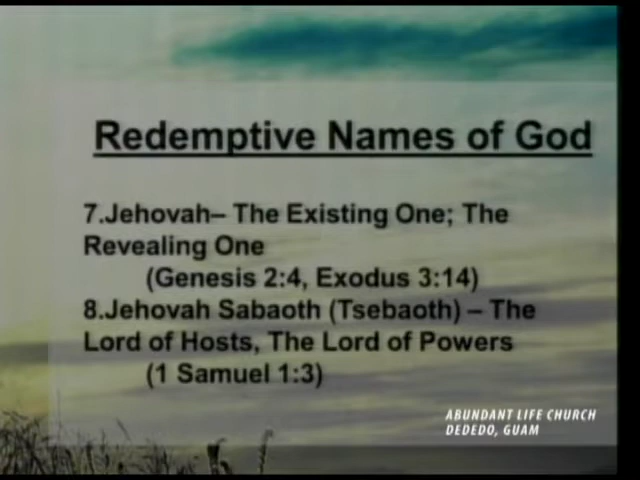 Redemptive Names of God
7.Jehovah– The Existing One; The
Revealing One
(Genesis 2:4, Exodus 3:14)
8.Jehovah Sabaoth (Tsebaoth) – The
Lord of Hosts, The Lord of Powers
(1 Samuel 1:3)
ABUNDANT LIFE CHURCH
DEDEDO, GUAM